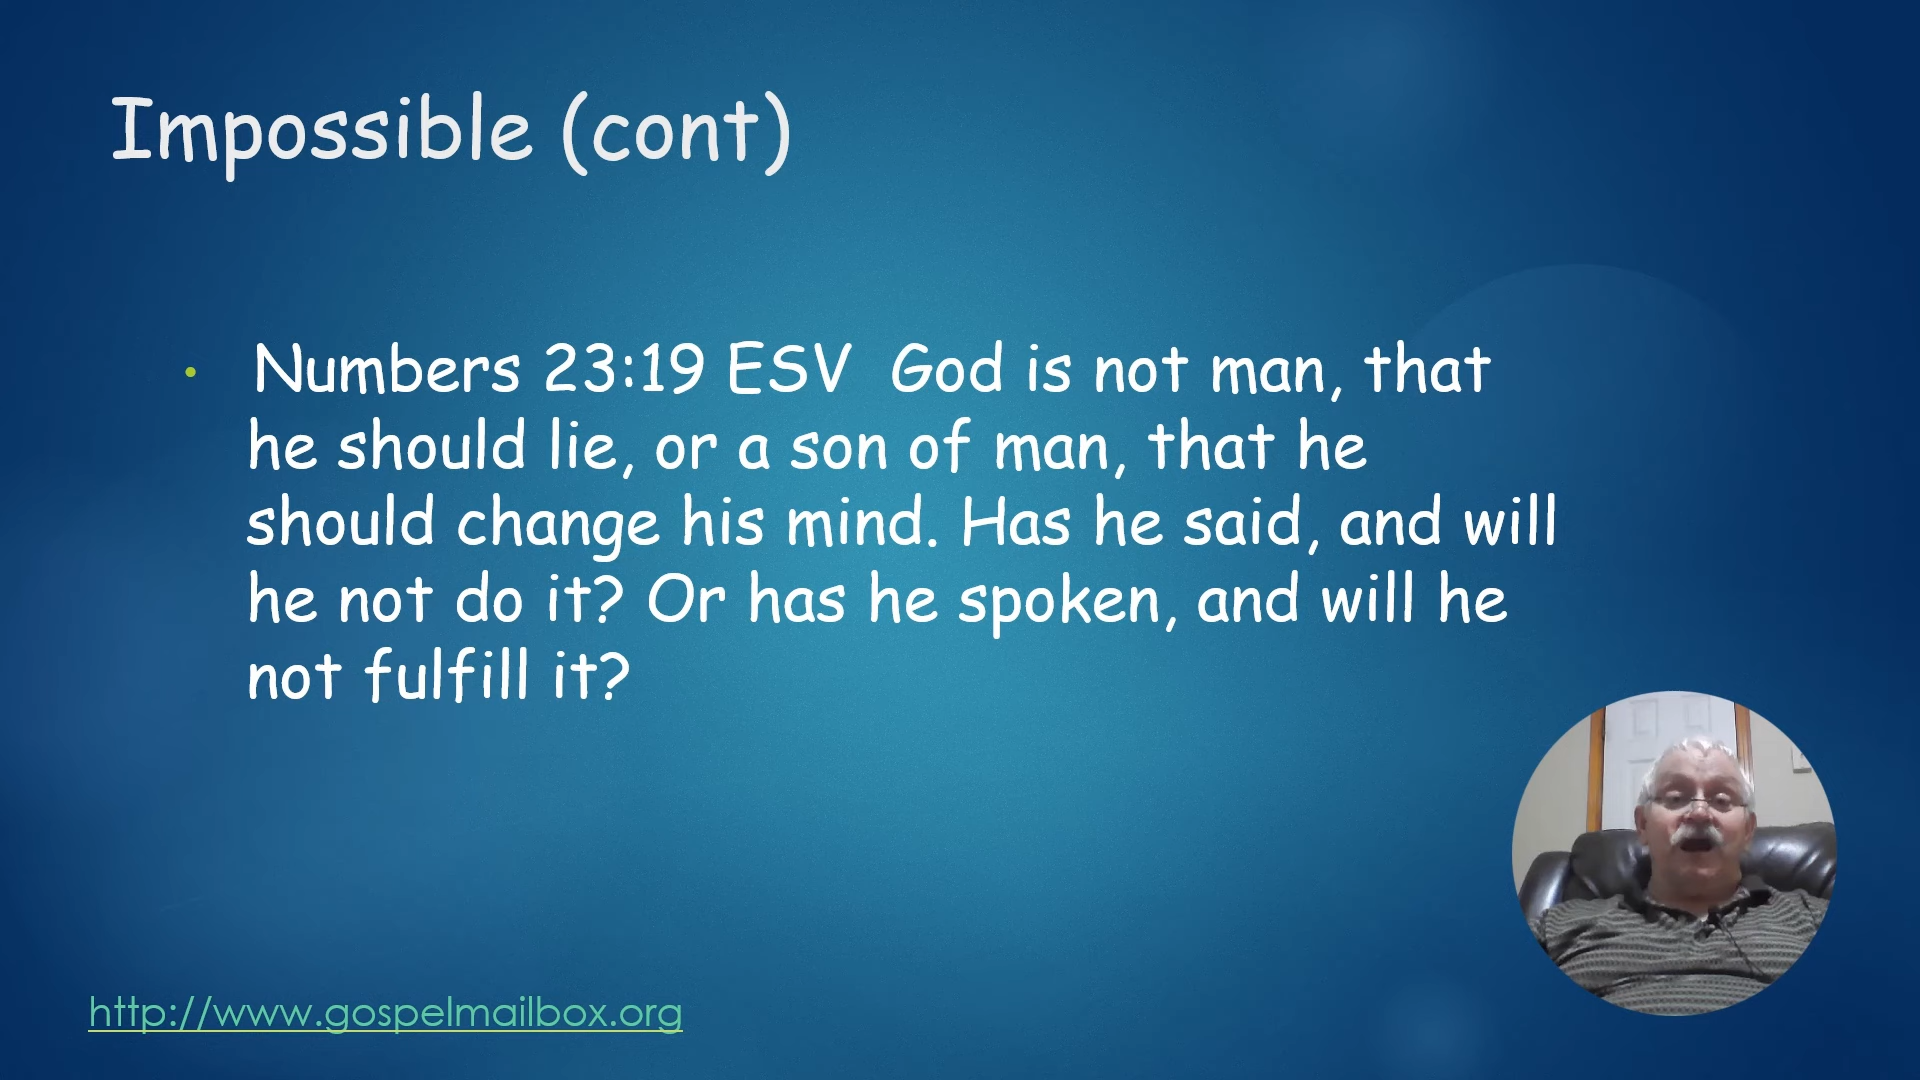 Impossible (cont)
• Numbers 23:19 ESV  God is not man, that
he should lie, or a son of man, that he
should change his mind. Has he said, and will
he not do it? Or has he spoken, and will he
not fulfill it?
http://www.gospelmailbox.org